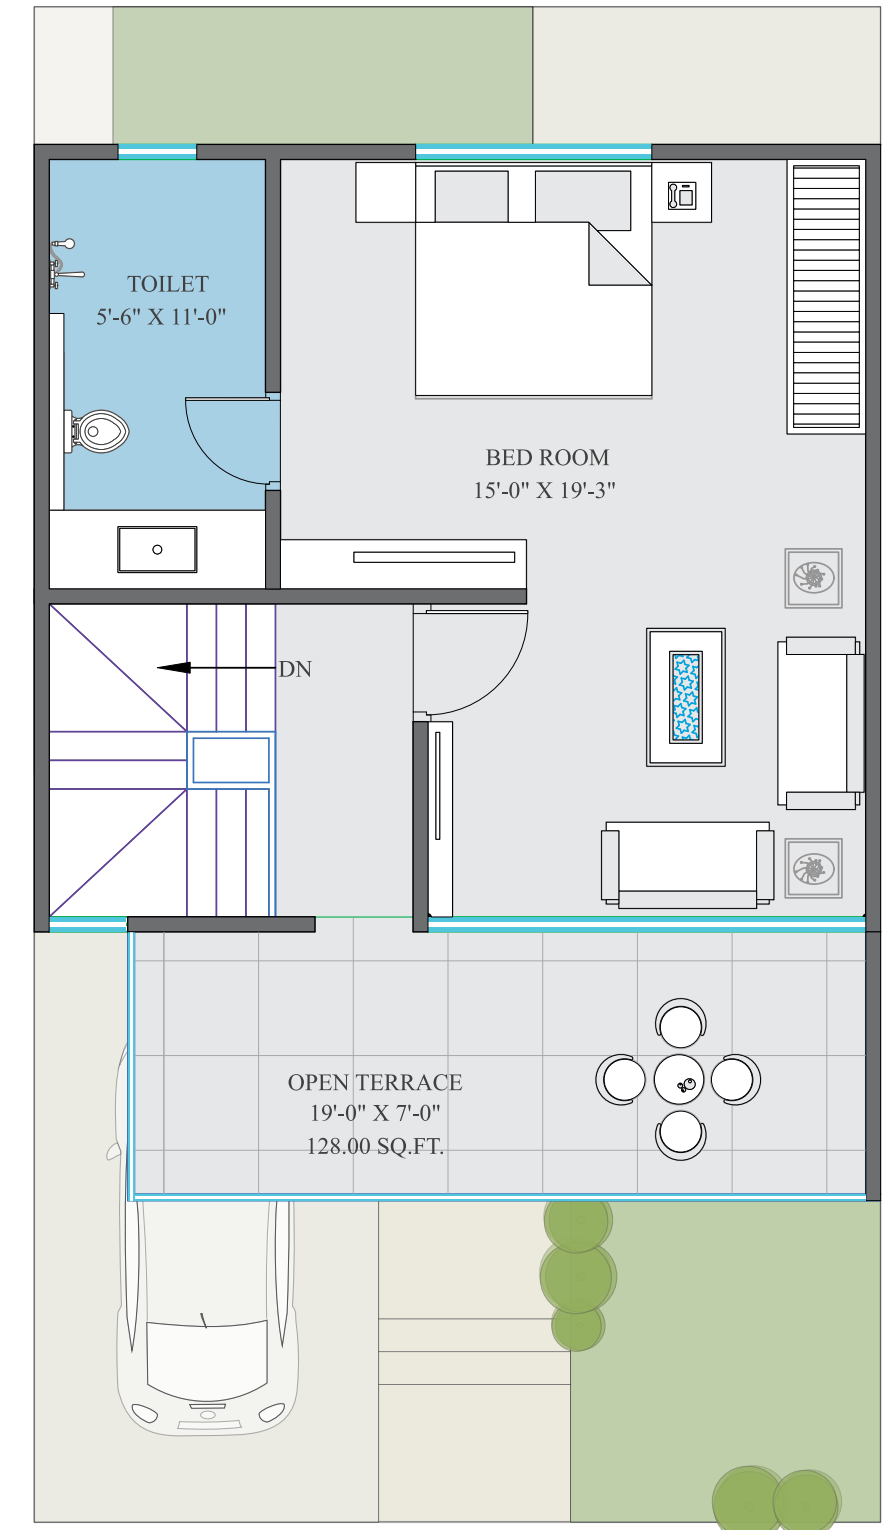 TOILET
5'-6" X 11'-0"
BED ROOM
15'-0" X 19'-3"
DN
OPEN TERRACE
19'-0" X 7'-0"
128.00 SQ.FT.